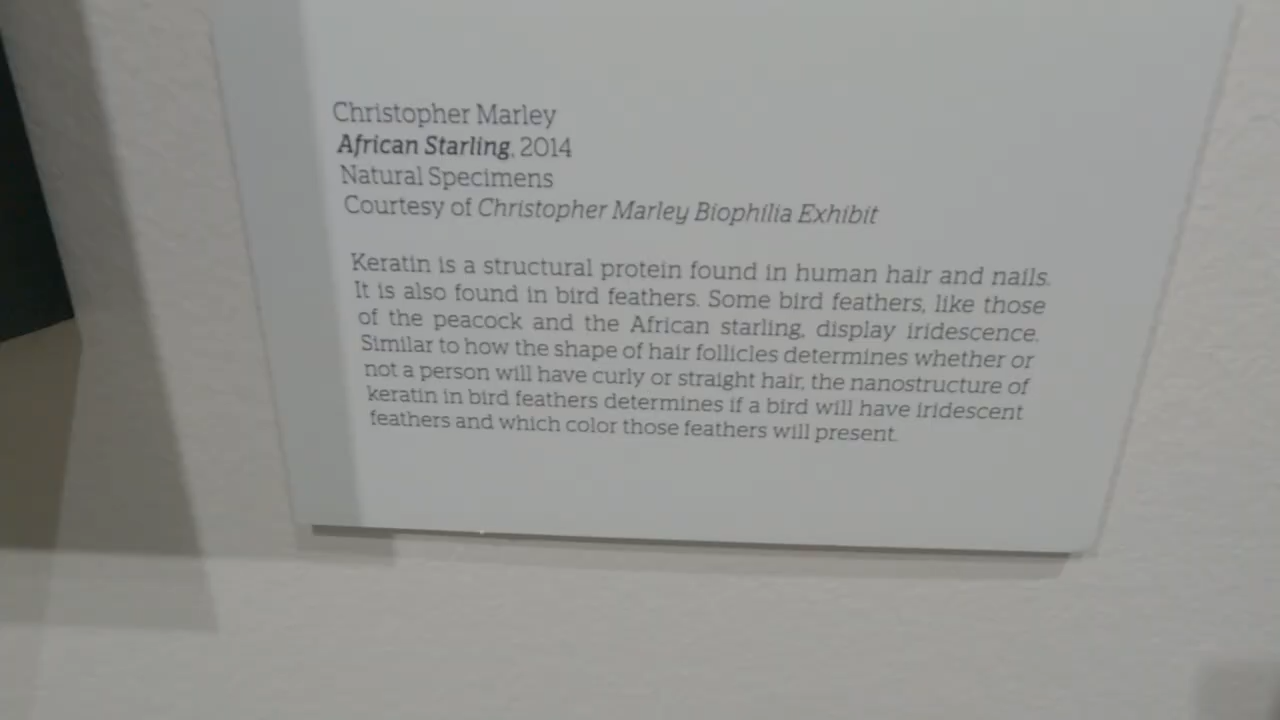 Christopher Marley
African Starling, 2014
Natural Specimens
Courtesy of Christopher Marley Biophilia Exhibit
Keratin is a structural protein found in human hair and nails.
It is also found in bird feathers. Some bird feathers, like those
of the peacock and the African starling, display iridescence.
Similar to how the shape of hair follicles determines whether or
not a person will have curly or straight hair, the nanostructure of
keratin in bird feathers determines if a bird will have iridescent
feathers and which color those feathers will present.